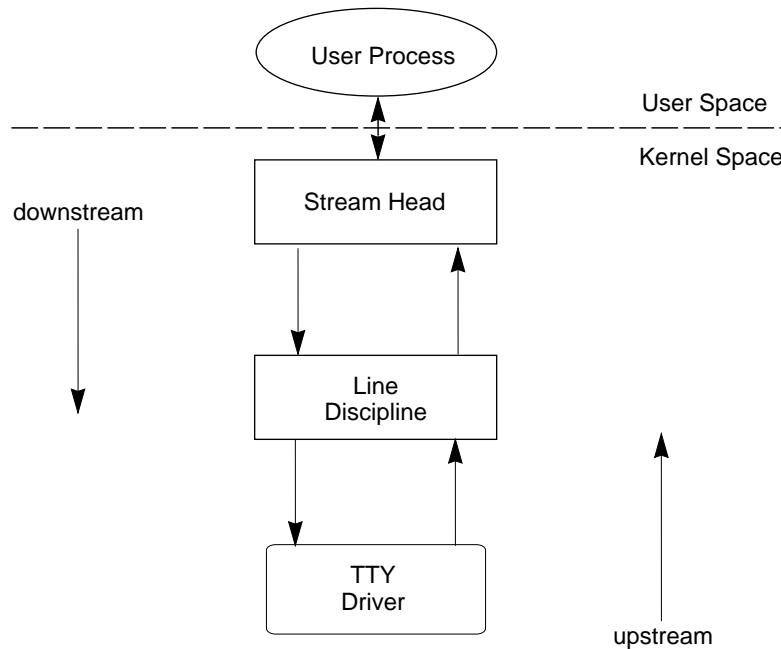 User Process
User Space
Kernel Space
Stream Head
downstream
Line
Discipline
TTY
Driver
upstream